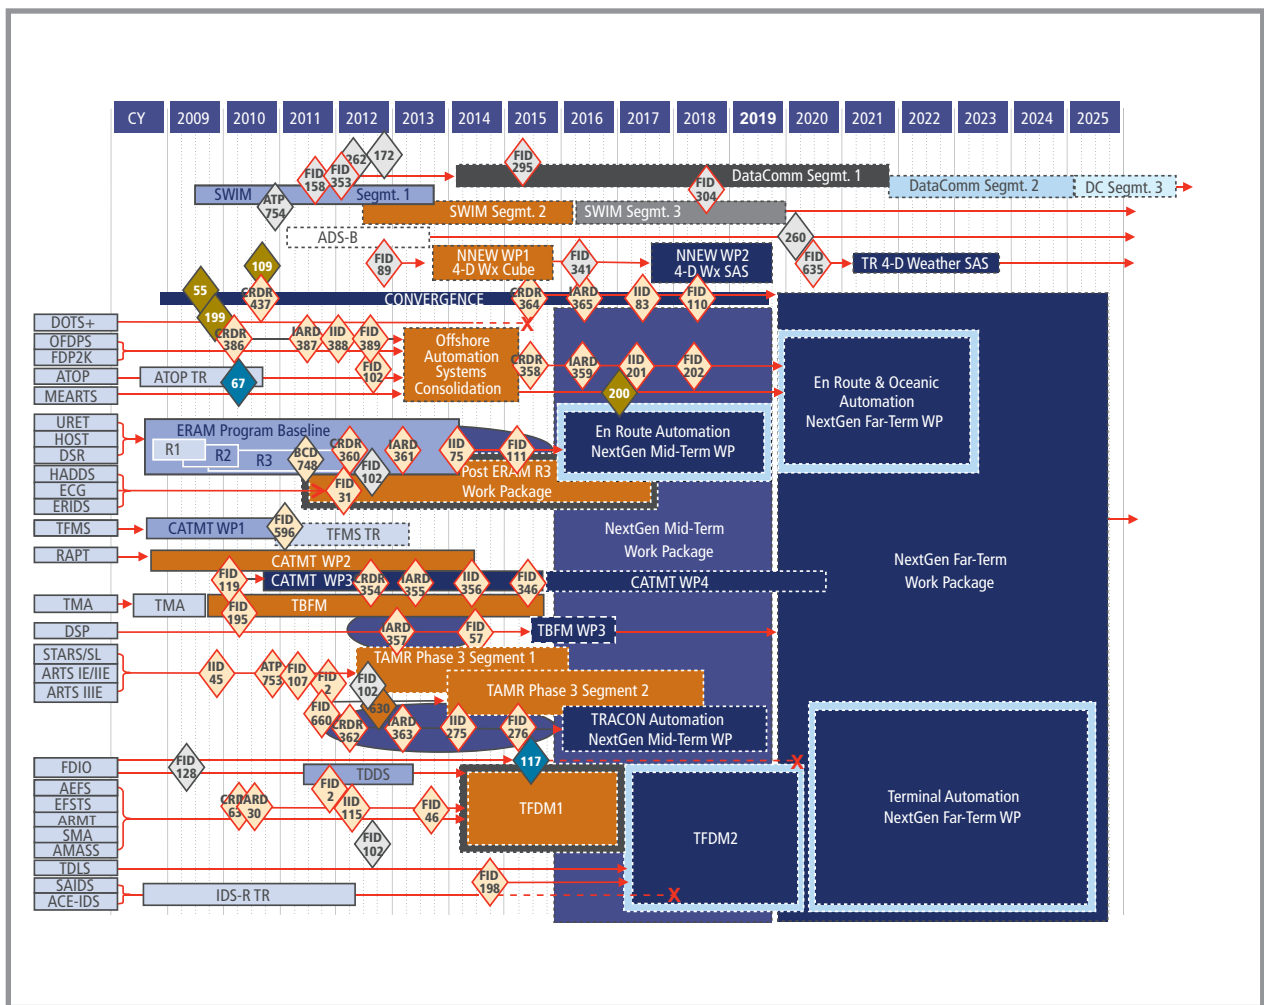 CY 2009 2010 2011 2012 2013 2014 2015 2016 2017 2018 2019 2020 2021 2022 2023 2024 2025
262
172
FID
158
FID
353
FID
295
DataComm Segmt. 1
FID
304
DataComm Segmt. 2
DC Segmt. 3
SWIM Segmt. 1
ATP
754
SWIM Segmt. 2
SWIM Segmt. 3
ADS-B
260
FID
89
NNEW WP1
4-D Wx Cube
FID
341
NNEW WP2
4-D Wx SAS
FID
635
TR 4-D Weather SAS
109
55
199
CRDR
437
CONVERGENCE
CRDR
364
IARD
365
IID
83
FID
110
DOTS+
OFDPS
FDP2K
ATOP
MEARTS
CRDR
386
IARD
387
IID
388
FID
389
FID
102
ATOP TR
67
Offshore
Automation
Systems
Consolidation
CRDR
358
IARD
359
IID
201
FID
202
200
En Route & Oceanic
Automation
NextGen Far-Term WP
URET
HOST
DSR
HADDS
ECG
ERIDS
ERAM Program Baseline
R1
R2
R3
BCD
748
CRDR
360
FID
102
IARD
361
IID
75
FID
111
FID
31
Post ERAM R3
Work Package
En Route Automation
NextGen Mid-Term WP
TFMS
CATMT WP1
FID
596
TFMS TR
NextGen Mid-Term
Work Package
NextGen Far-Term
Work Package
RAPT
CATMT WP2
FID
119
CATMT WP3
CRDR
354
IARD
355
IID
356
FID
346
CATMT WP4
TMA
TMA
FID
195
TBFM
DSP
IARD
357
FID
57
TBFM WP3
STARS/SL
ARTS IE/IIE
ARTS IIIE
IID
45
ATP
753
FID
107
FID
2
FID
102
TAMR Phase 3 Segment 1
TAMR Phase 3 Segment 2
FID
660
630
CRDR
362
IARD
363
IID
275
FID
276
TRACON Automation
NextGen Mid-Term WP
FDIO
FID
128
117
TDDS
AEFS
EFSTS
ARMT
SMA
AMASS
CRDR
63
IARD
30
FID
2
IID
115
FID
102
FID
46
TFDM1
TFDM2
Terminal Automation
NextGen Far-Term WP
TDLS
SAIDS
ACE-IDS
IDS-R TR
FID
198
X
X
X